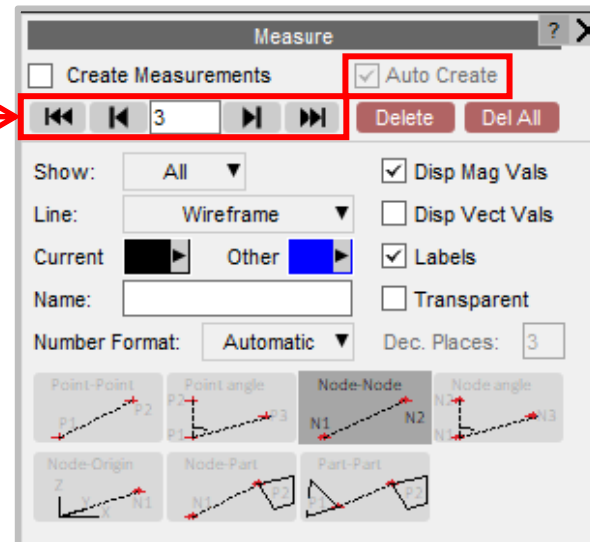 Measure ? X
Create Measurements Auto Create
3 Delete Del All
Show: All Disp Mag Vals
Line: Wireframe Disp Vect Vals
Current Other Labels
Name: Transparent
Number Format: Automatic Dec. Places: 3
Point-Point Point angle Node-Node Node angle
P1 P2 P2 P1 P3 N1 N2 N2 N1 N3
Node-Origin Node-Part Part-Part
Z Y X N1 N1 P2 P1 P2